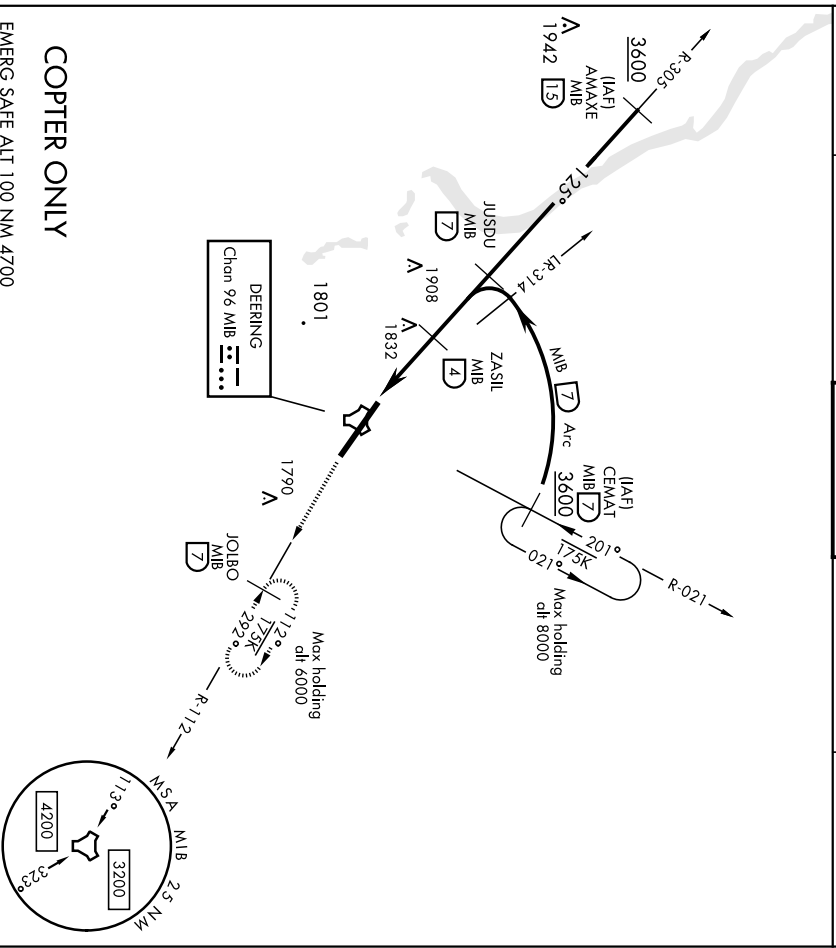 COPTER ONLY
EMERG SAFE ALT 100 NM 4700
R-305
3600
(IAF)
AMAXE
MIB
15
1942
125°
JUSDU
MIB
7
LR-314
MIB 7 Arc
(IAF)
CEMAT
MIB 7
3600
201°
175K
021°
R-021
Max holding
alt 8000
1908
1832
ZASIL
MIB
4
1801
DEERING
Chan 96 MIB
1790
JOLBO
MIB
7
112°
175K
292°
Max holding
alt 6000
R-112
MSA MIB 25 NM
113°
4200
3200
323°